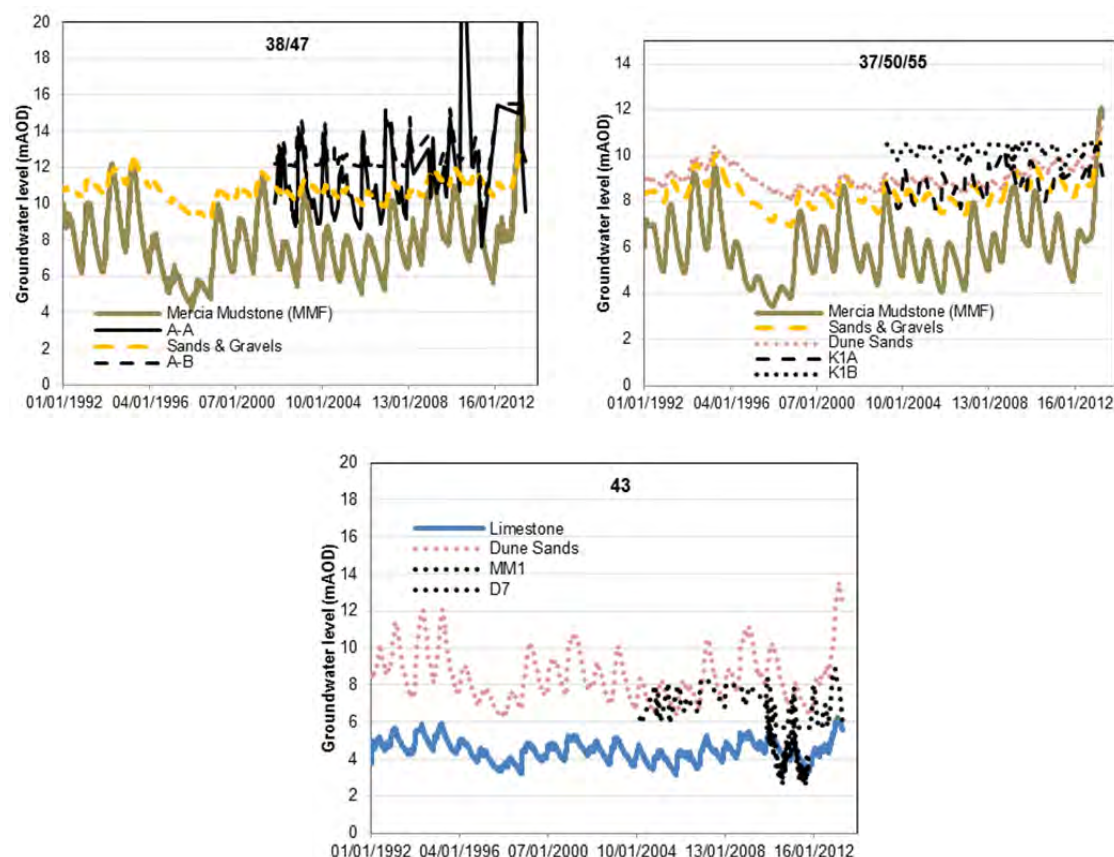 38/47
Groundwater level (mAOD)
20
18
16
14
12
10
8
6
4
2
0
Mercia Mudstone (MMF)
A-A
Sands & Gravels
A-B
01/01/1992 04/01/1996 07/01/2000 10/01/2004 13/01/2008 16/01/2012
37/50/55
Groundwater level (mAOD)
14
12
10
8
6
4
2
0
Mercia Mudstone (MMF)
Sands & Gravels
Dune Sands
K1A
K1B
01/01/1992 04/01/1996 07/01/2000 10/01/2004 13/01/2008 16/01/2012
43
Groundwater level (mAOD)
20
18
16
14
12
10
8
6
4
2
0
Limestone
Dune Sands
MM1
D7
01/01/1992 04/01/1996 07/01/2000 10/01/2004 13/01/2008 16/01/2012